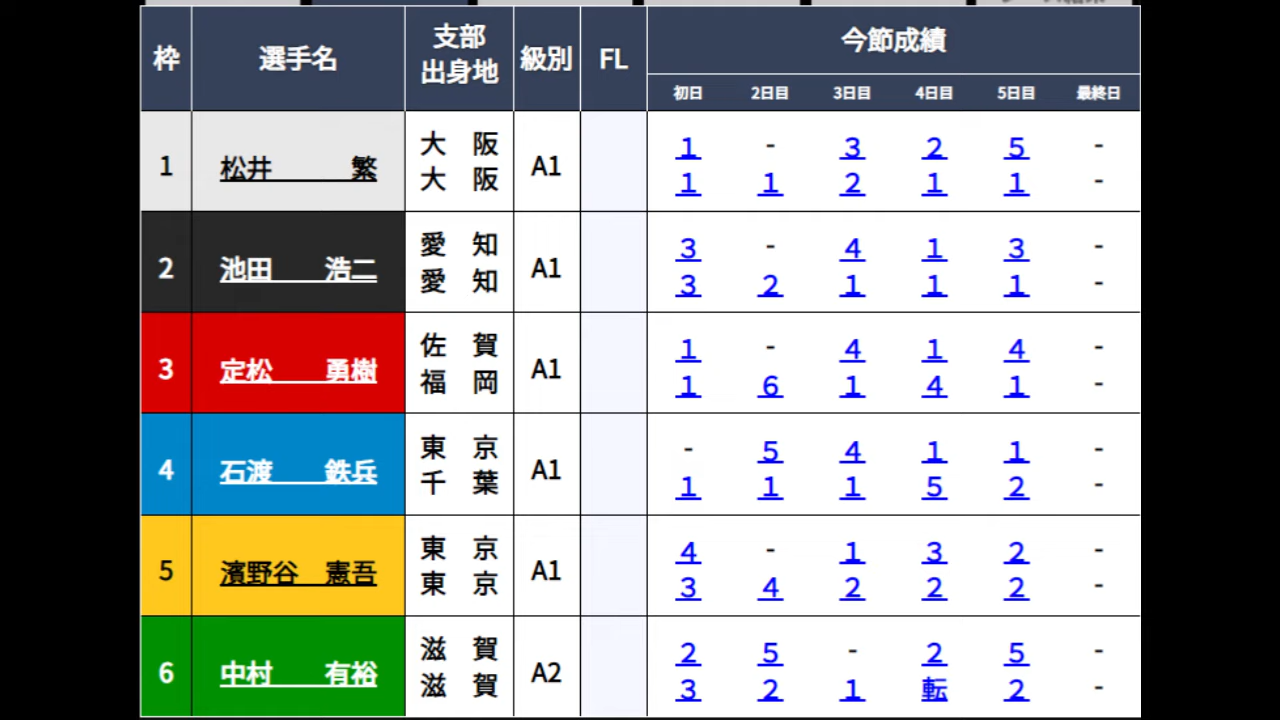 枠 選手名 支部 出身地 級別 FL 今節成績
初日 2日目 3日目 4日目 5日目 最終日
1 松井 繁 大阪 A1 1 - 3 2 5 -
大阪 1 1 2 1 1 -
2 池田 浩二 愛知 A1 3 - 4 1 3 -
愛知 3 2 1 1 1 -
3 定松 勇樹 佐賀 A1 1 - 4 1 4 -
福岡 1 6 1 4 1 -
4 石渡 鉄兵 東京 A1 - 5 4 1 1 -
千葉 1 1 1 5 2 -
5 濱野谷 憲吾 東京 A1 4 - 1 3 2 -
東京 3 4 2 2 2 -
6 中村 有裕 滋賀 A2 2 5 - 2 5 -
滋賀 3 2 1 転 2 -